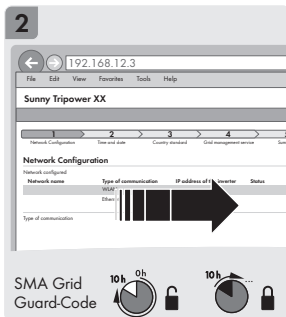 2
192.168.12.3
File Edit View Favorites Tools Help
Sunny Tripower XX
1 2 3 4
Network Configuration Time and date Country standard Grid management service
Network Configuration
Network configured
Network name Type of communication IP address of the inverter Status
WLAN
Type of communication
SMA Grid
Guard-Code
10 h 0 h
10 h ...